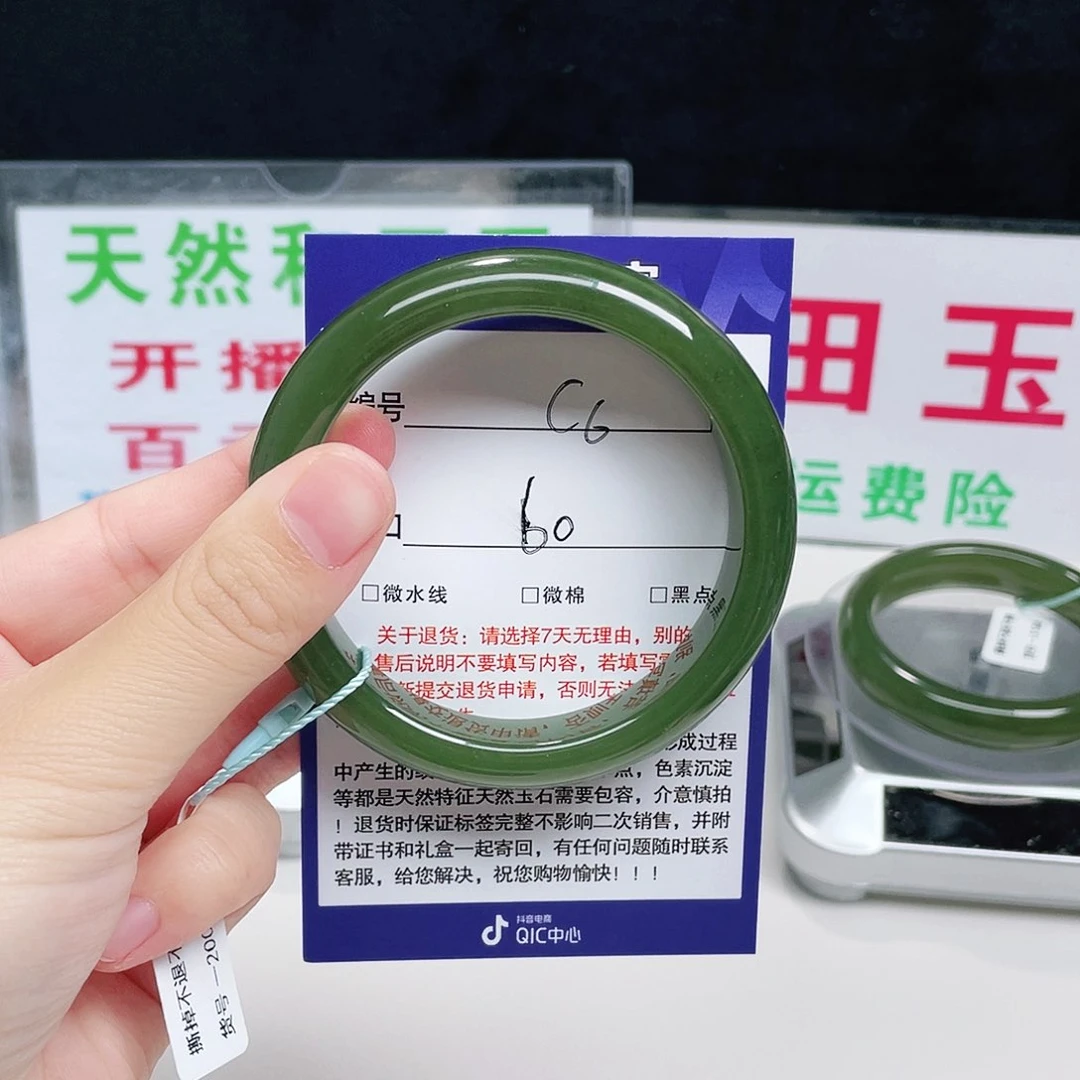 天然
开播
百
田玉
运费险
编号 C6
口 60
□微水线 □微棉 □黑点
关于退货：请选择7天无理由，别的
售后说明不要填写内容，若填写
新提交退货申请，否则无法
形成过程
中产生的 点，色素沉淀
等都是天然特征天然玉石需要包容，介意慎拍
！退货时保证标签完整不影响二次销售，并附
带证书和礼盒一起寄回，有任何问题随时联系
客服，给您解决，祝您购物愉快！！！
抖音电商
QIC中心
撕掉不退
货号一200